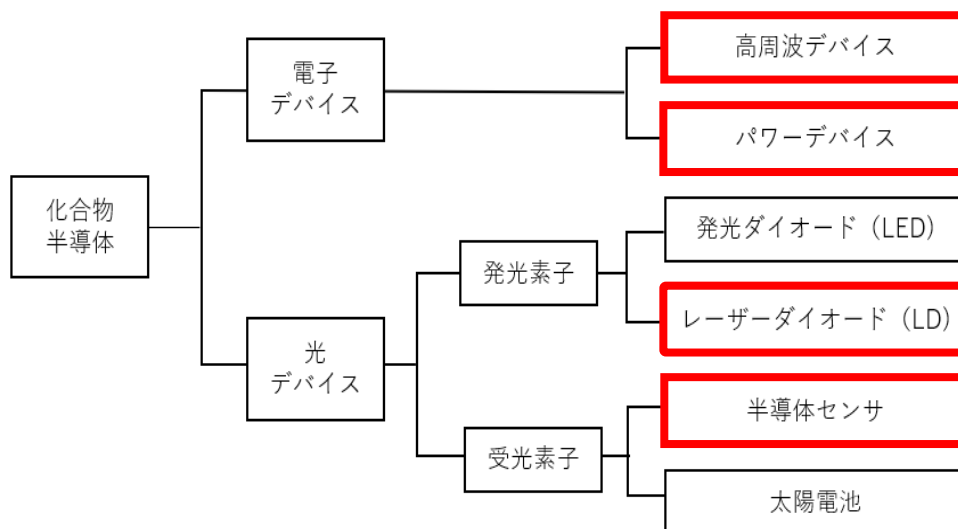 化合物
半導体
電子
デバイス
高周波デバイス
パワーデバイス
光
デバイス
発光素子
発光ダイオード（LED）
レーザーダイオード（LD）
受光素子
半導体センサ
太陽電池